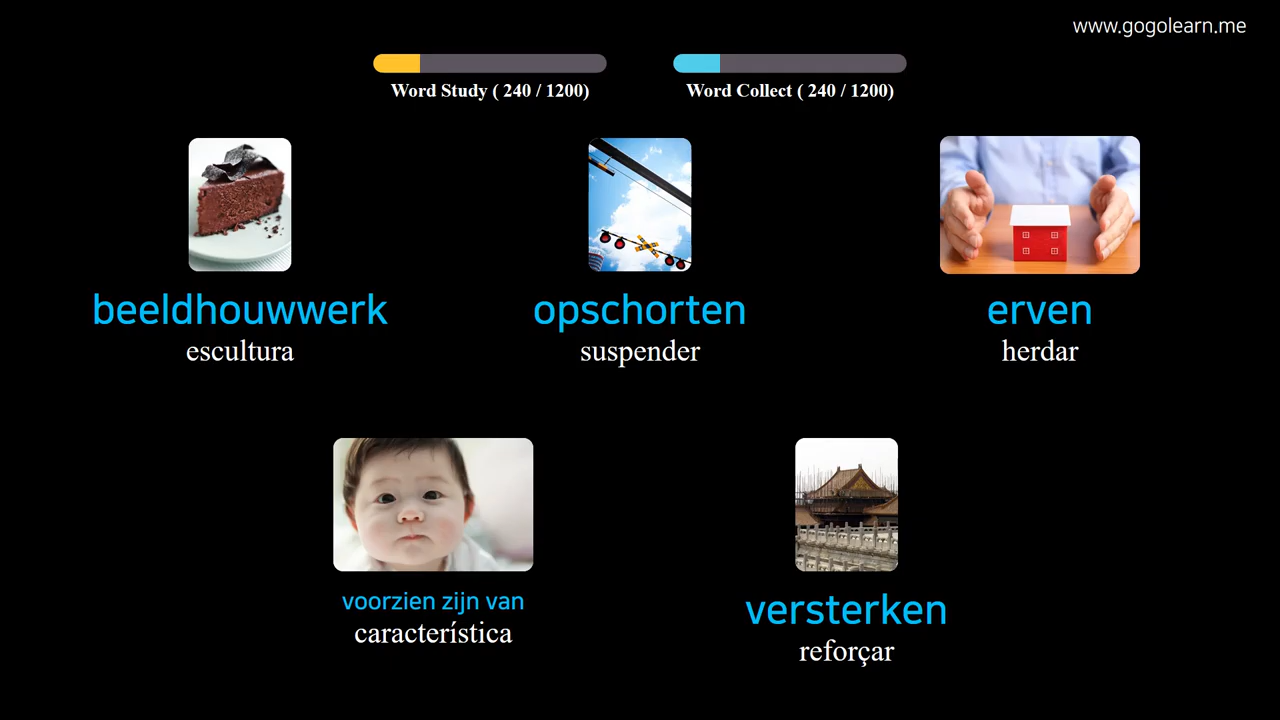 www.gogolearn.me
Word Study ( 240 / 1200)
Word Collect ( 240 / 1200)
beeldhouwwerk
escultura
opschorten
suspender
erven
herdar
voorzien zijn van
característica
versterken
reforçar